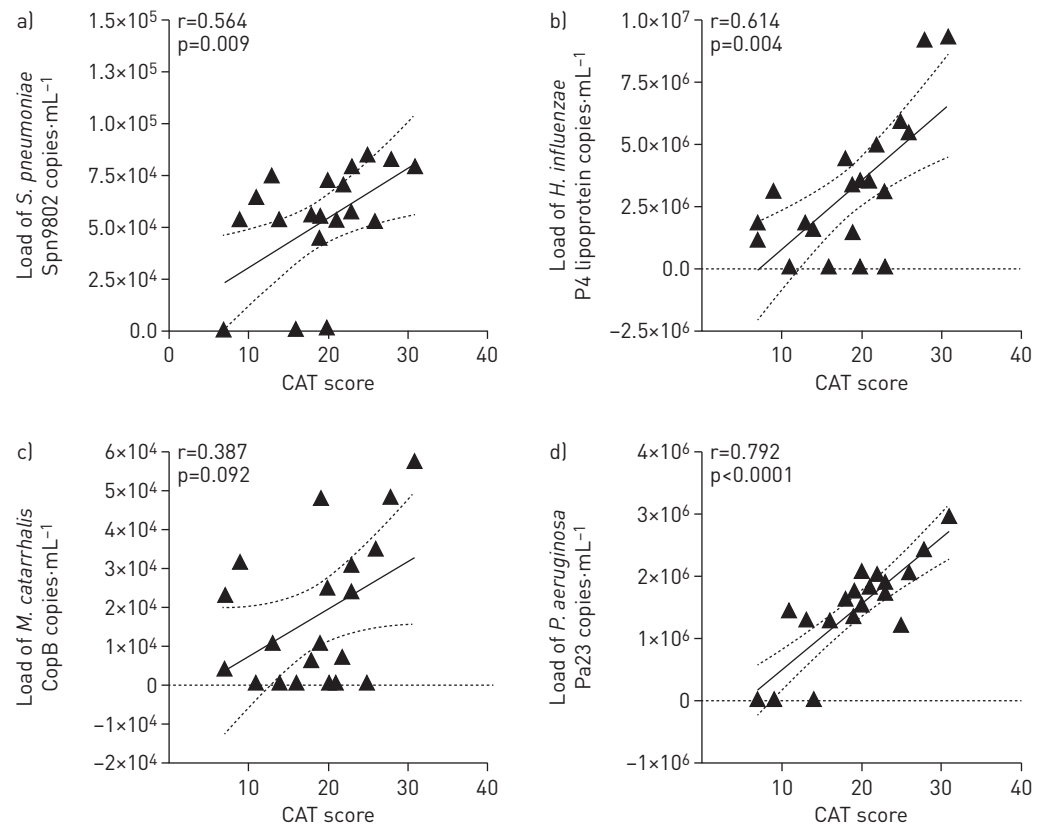 a)
r=0.564
p=0.009
Load of S. pneumoniae
Spn9802 copies·mL⁻¹
1.5×10⁵
1.3×10⁵
1.0×10⁵
7.5×10⁴
5.0×10⁴
2.5×10⁴
0.0
0 10 20 30 40
CAT score
b)
r=0.614
p=0.004
Load of H. influenzae
P4 lipoprotein copies·mL⁻¹
1.0×10⁷
7.5×10⁶
5.0×10⁶
2.5×10⁶
0.0
−2.5×10⁶
10 20 30 40
CAT score
c)
r=0.387
p=0.092
Load of M. catarrhalis
CopB copies·mL⁻¹
6×10⁴
5×10⁴
4×10⁴
3×10⁴
2×10⁴
1×10⁴
0
−1×10⁴
−2×10⁴
10 20 30 40
CAT score
d)
r=0.792
p<0.0001
Load of P. aeruginosa
Pa23 copies·mL⁻¹
4×10⁶
3×10⁶
2×10⁶
1×10⁶
0
−1×10⁶
10 20 30 40
CAT score